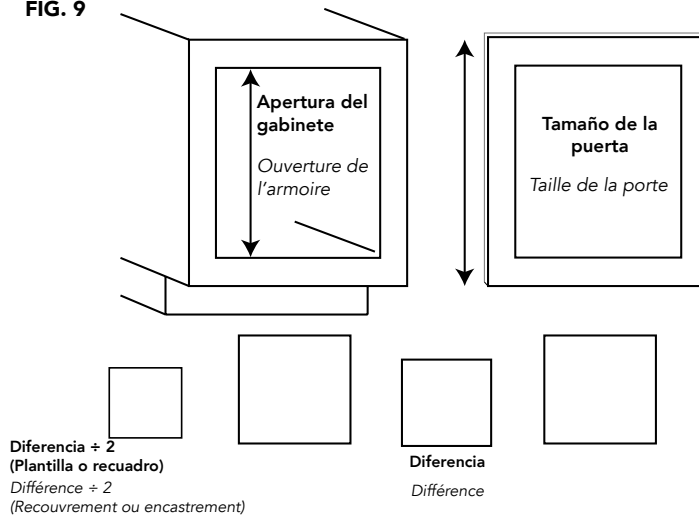 FIG. 9
Apertura del
gabinete
Ouverture de
l'armoire
Tamaño de la
puerta
Taille de la porte
Diferencia ÷ 2
(Plantilla o recuadro)
Différence ÷ 2
(Recouvrement ou encastrement)
Diferencia
Différence